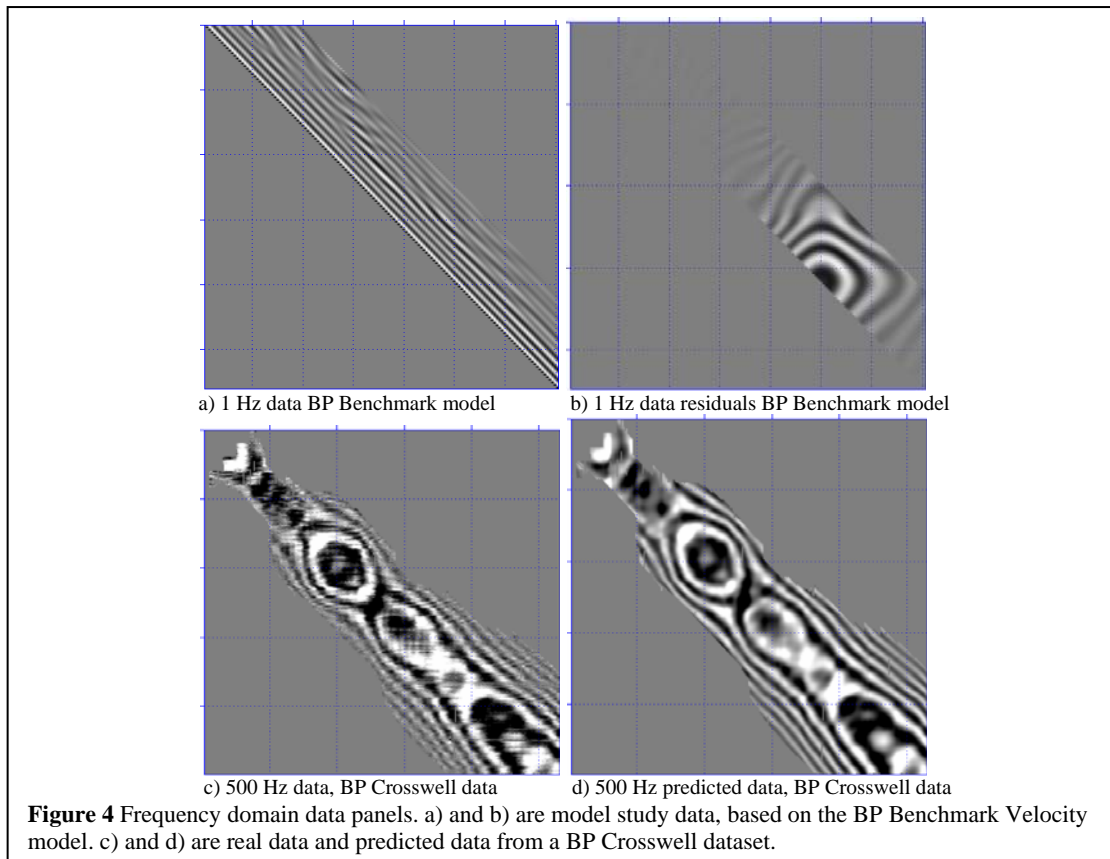 a) 1 Hz data BP Benchmark model
b) 1 Hz data residuals BP Benchmark model
c) 500 Hz data, BP Crosswell data
d) 500 Hz predicted data, BP Crosswell data
Figure 4 Frequency domain data panels. a) and b) are model study data, based on the BP Benchmark Velocity
model. c) and d) are real data and predicted data from a BP Crosswell dataset.